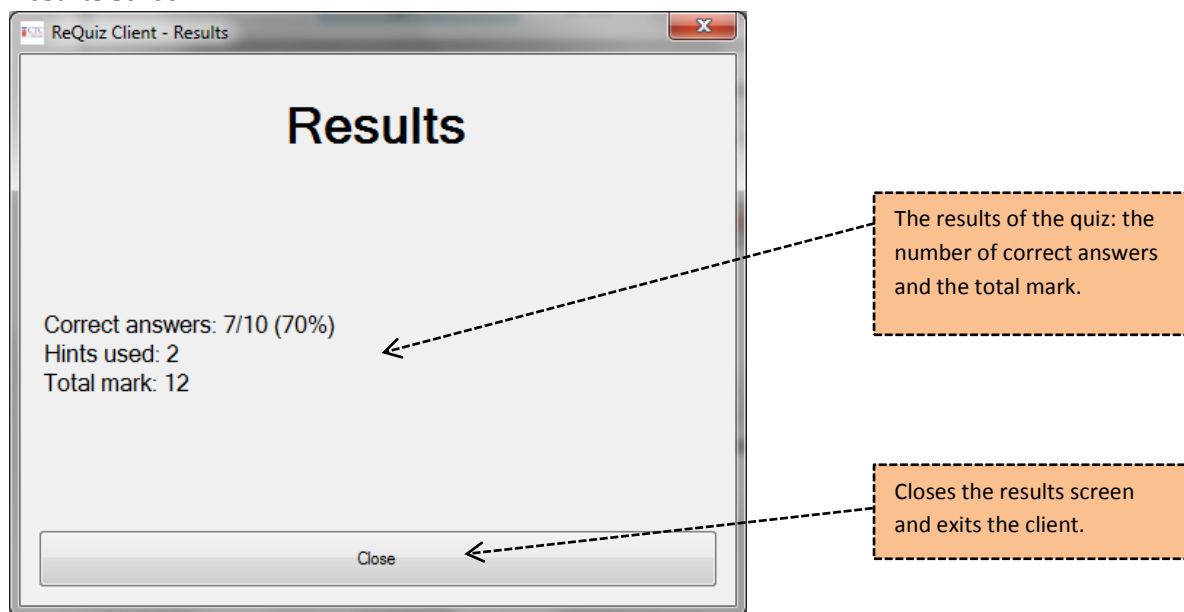 ReQuiz Client - Results
Results
The results of the quiz: the
number of correct answers
and the total mark.
Correct answers: 7/10 (70%)
Hints used: 2
Total mark: 12
Closes the results screen
and exits the client.
Close